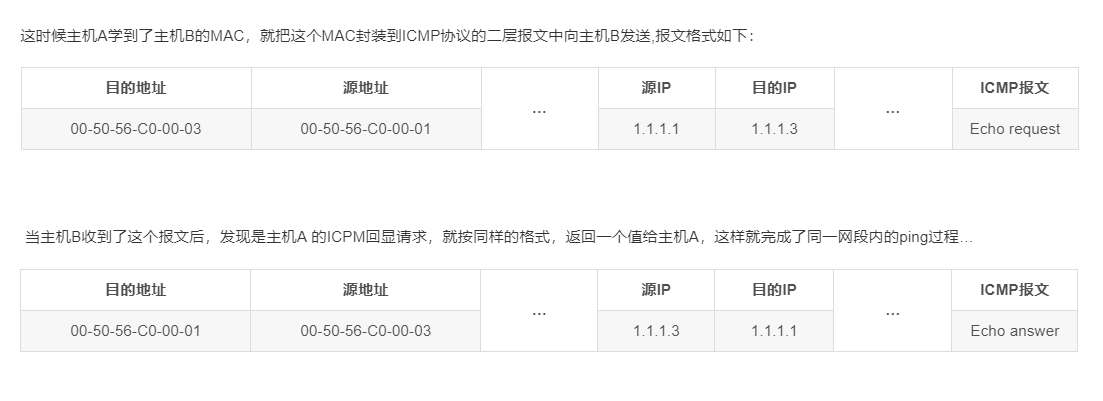 这时候主机A学到了主机B的MAC，就把这个MAC封装到ICMP协议的二层报文中向主机B发送,报文格式如下：
目的地址 源地址 ... 源IP 目的IP ... ICMP报文
00-50-56-C0-00-03 00-50-56-C0-00-01 1.1.1.1 1.1.1.3 Echo request
当主机B收到了这个报文后，发现是主机A 的ICPM回显请求，就按同样的格式，返回一个值给主机A，这样就完成了同一网段内的ping过程...
目的地址 源地址 ... 源IP 目的IP ... ICMP报文
00-50-56-C0-00-01 00-50-56-C0-00-03 1.1.1.3 1.1.1.1 Echo answer